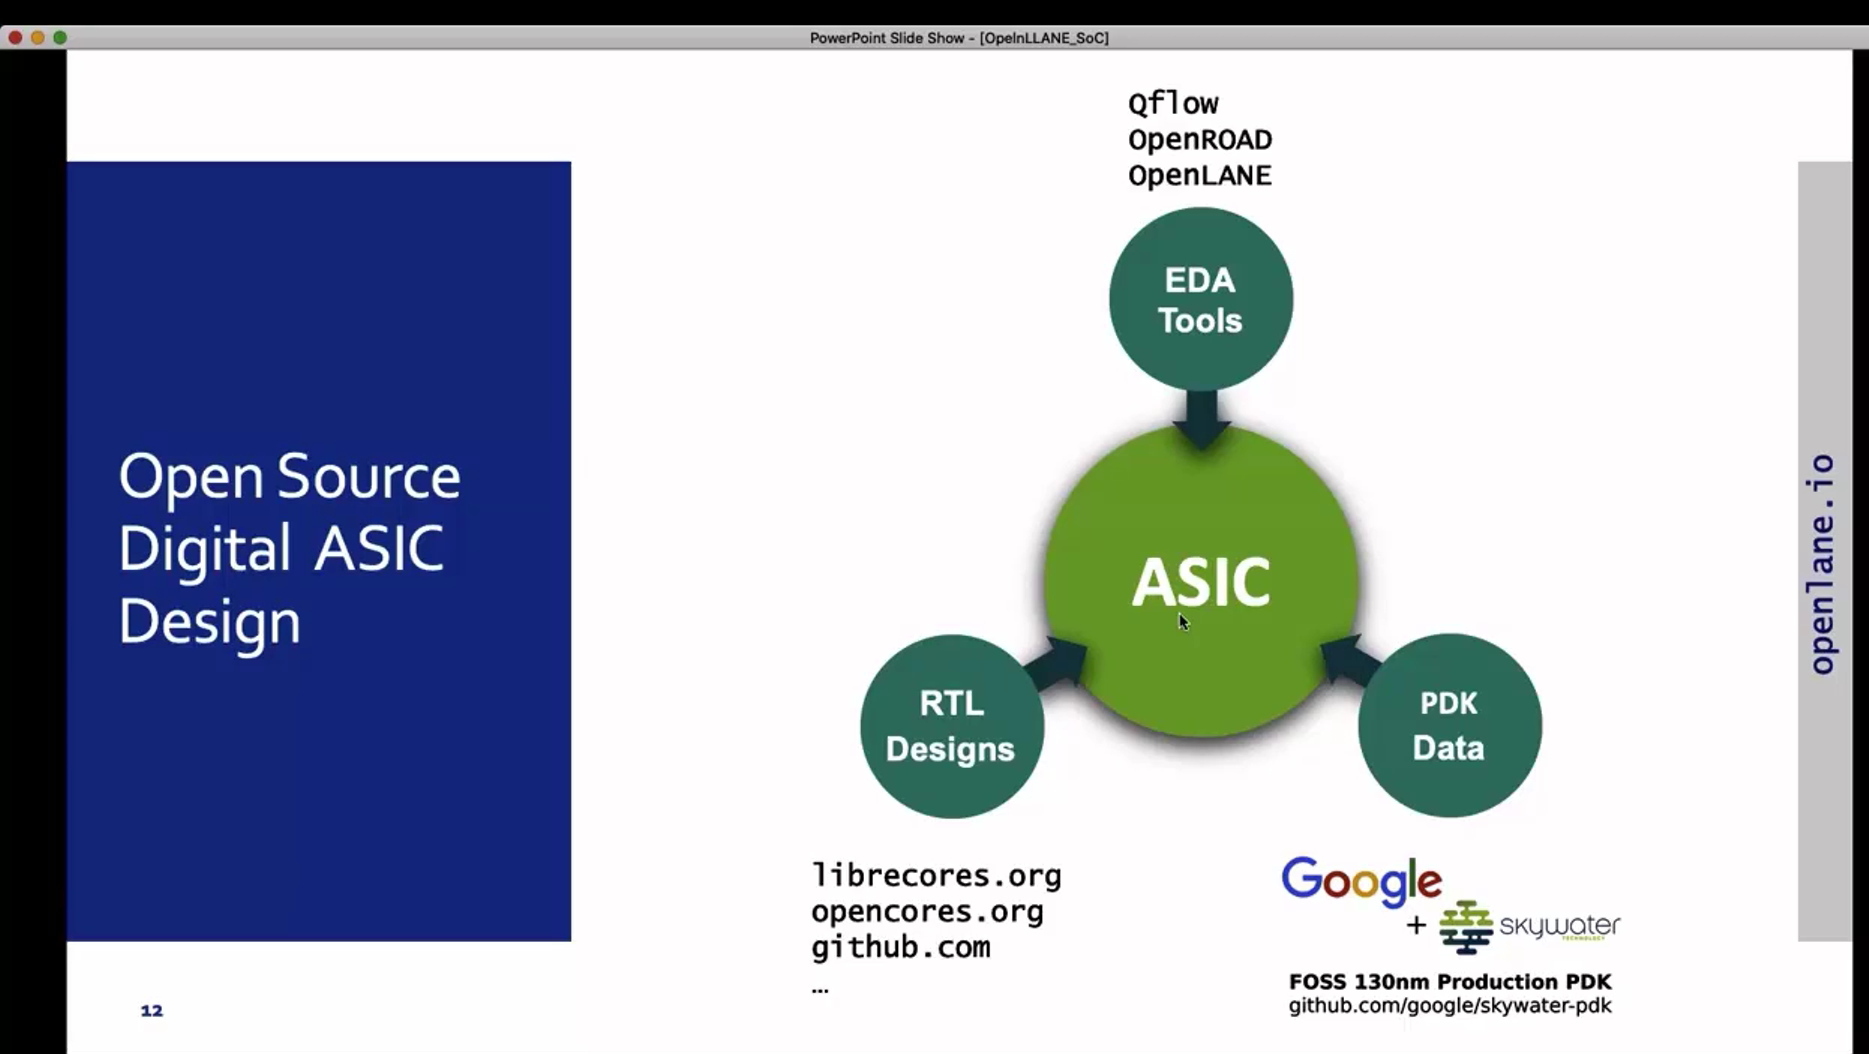 PowerPoint Slide Show - [OpeInLLANE_SoC]
Qflow
OpenROAD
OpenLANE
EDA
Tools
Open Source
Digital ASIC
Design
ASIC
openlane.io
RTL
Designs
PDK
Data
librecores.org
opencores.org
github.com
...
Google
+ skywater
TECHNOLOGY
FOSS 130nm Production PDK
github.com/google/skywater-pdk
12